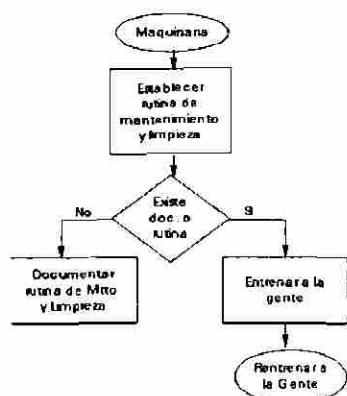 Maquinaria
Establecer
rutina de
mantenimiento
y limpieza
Existe
doc. o
rutina
No
Si
Documentar
rutina de Mtto
y Limpieza
Entrenar a la
gente
Rentrenar a
la Gente